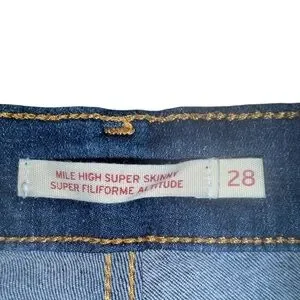 MILE HIGH SUPER SKINNY 28
SUPER FILIFORME ALTITUDE